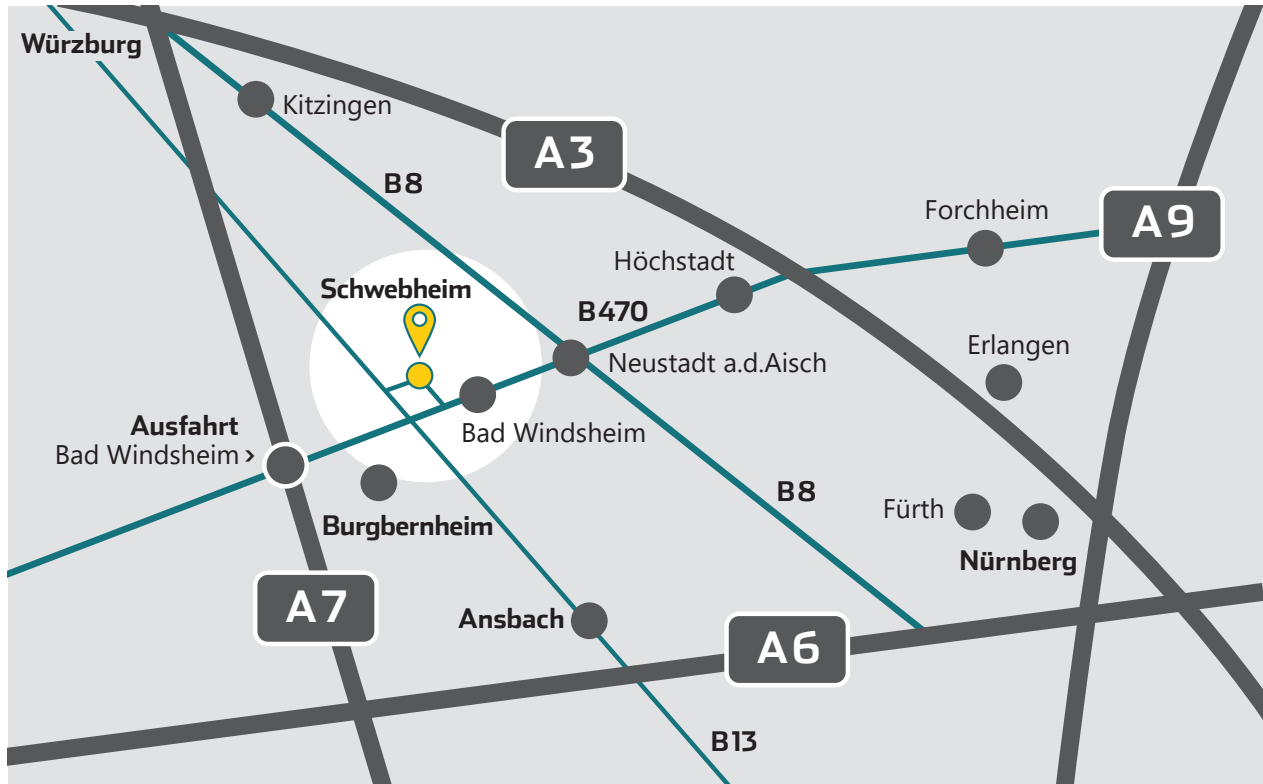 Würzburg
Kitzingen
A3
B8
Forchheim
A9
Höchstadt
Schwebheim
B470
Erlangen
Neustadt a.d.Aisch
Ausfahrt
Bad Windsheim ›
Bad Windsheim
B8
Fürth
Burgbernheim
Nürnberg
A7
Ansbach
A6
B13